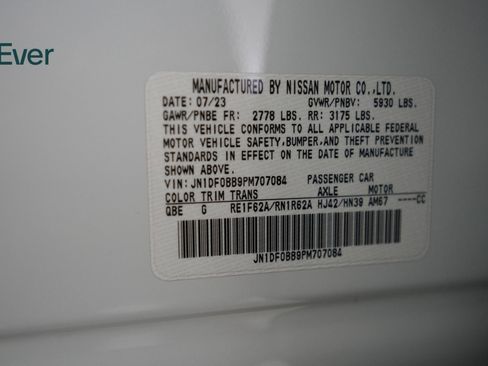 Ever
MANUFACTURED BY NISSAN MOTOR CO.,LTD.
DATE: 07/23 GVWR/PNBV: 5930 LBS.
GAWR/PNBE FR: 2778 LBS. RR: 3175 LBS.
THIS VEHICLE CONFORMS TO ALL APPLICABLE FEDERAL
MOTOR VEHICLE SAFETY,BUMPER,AND THEFT PREVENTION
STANDARDS IN EFFECT ON THE DATE OF MANUFACTURE
SHOWN ABOVE.
VIN: JN1DF0BB9PM707084 PASSENGER CAR
COLOR TRIM TRANS AXLE MOTOR
QBE G RE1F62A/RN1R62A HJ42/HN39 AM67 ----CC
JN1DF0BB9PM707084